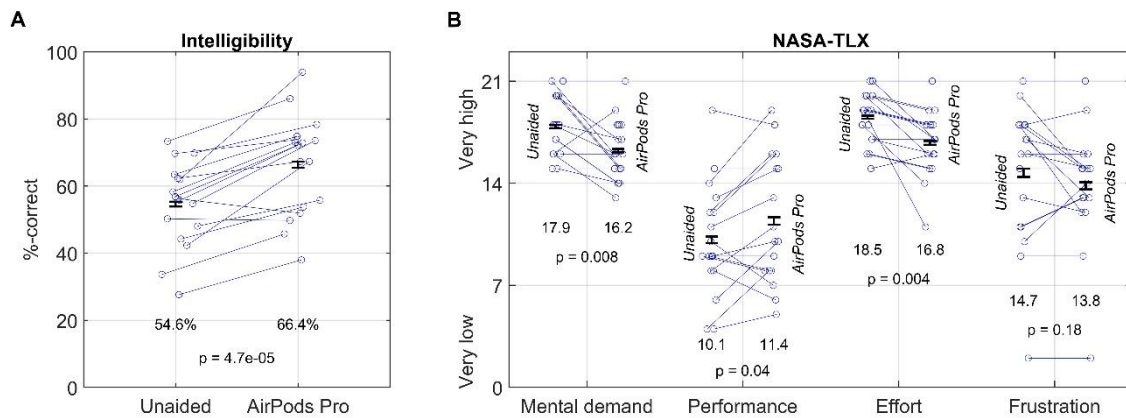 A
Intelligibility
%-correct
100
80
60
40
20
0
54.6%
66.4%
p = 4.7e-05
Unaided
AirPods Pro
B
NASA-TLX
Very high
Very low
21
14
7
0
Unaided
AirPods Pro
17.9
16.2
p = 0.008
Unaided
AirPods Pro
10.1
11.4
p = 0.04
Unaided
AirPods Pro
18.5
16.8
p = 0.004
Unaided
AirPods Pro
14.7
13.8
p = 0.18
Mental demand
Performance
Effort
Frustration